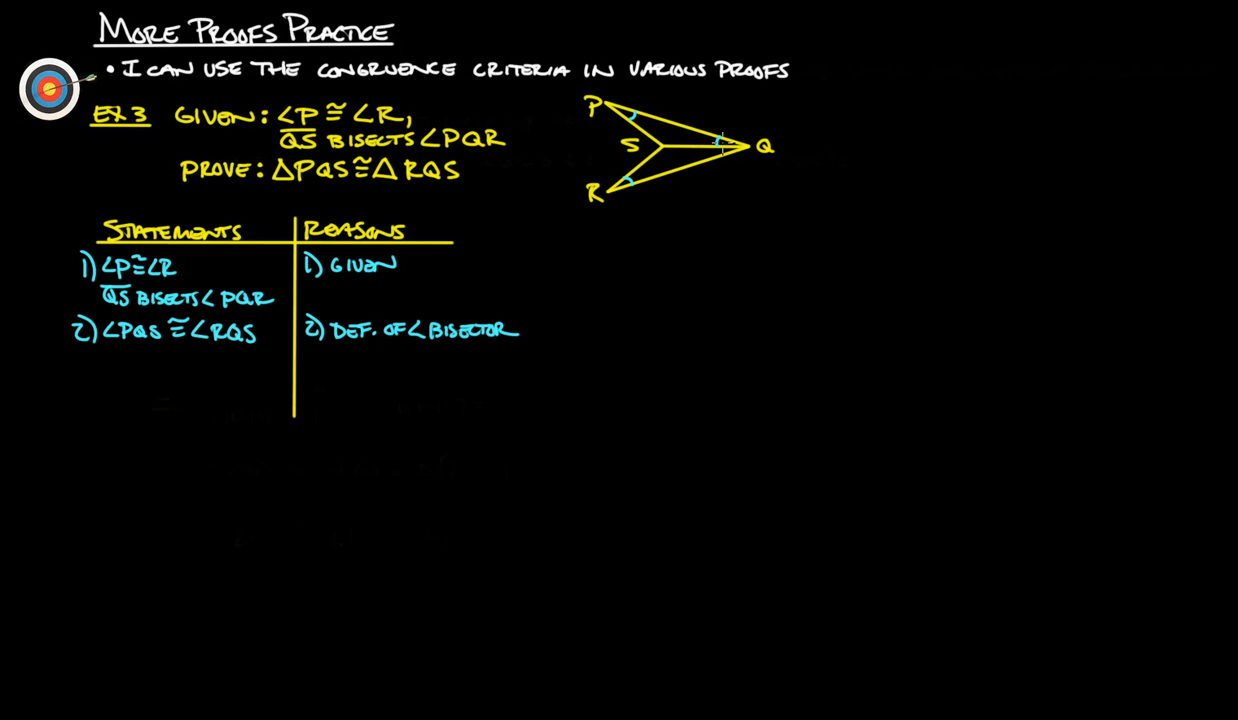 MORE PROOFS PRACTICE
• I CAN USE THE CONGRUENCE CRITERIA IN VARIOUS PROOFS
EX 3 GIVEN: ∠P ≅ ∠R,
QS BISECTS ∠PQR
PROVE: △PQS ≅ △RQS
P
S
Q
R
STATEMENTS REASONS
1) ∠P ≅ ∠R 1) GIVEN
QS BISECTS ∠PQR
2) ∠PQS ≅ ∠RQS 2) DEF. OF ∠ BISECTOR